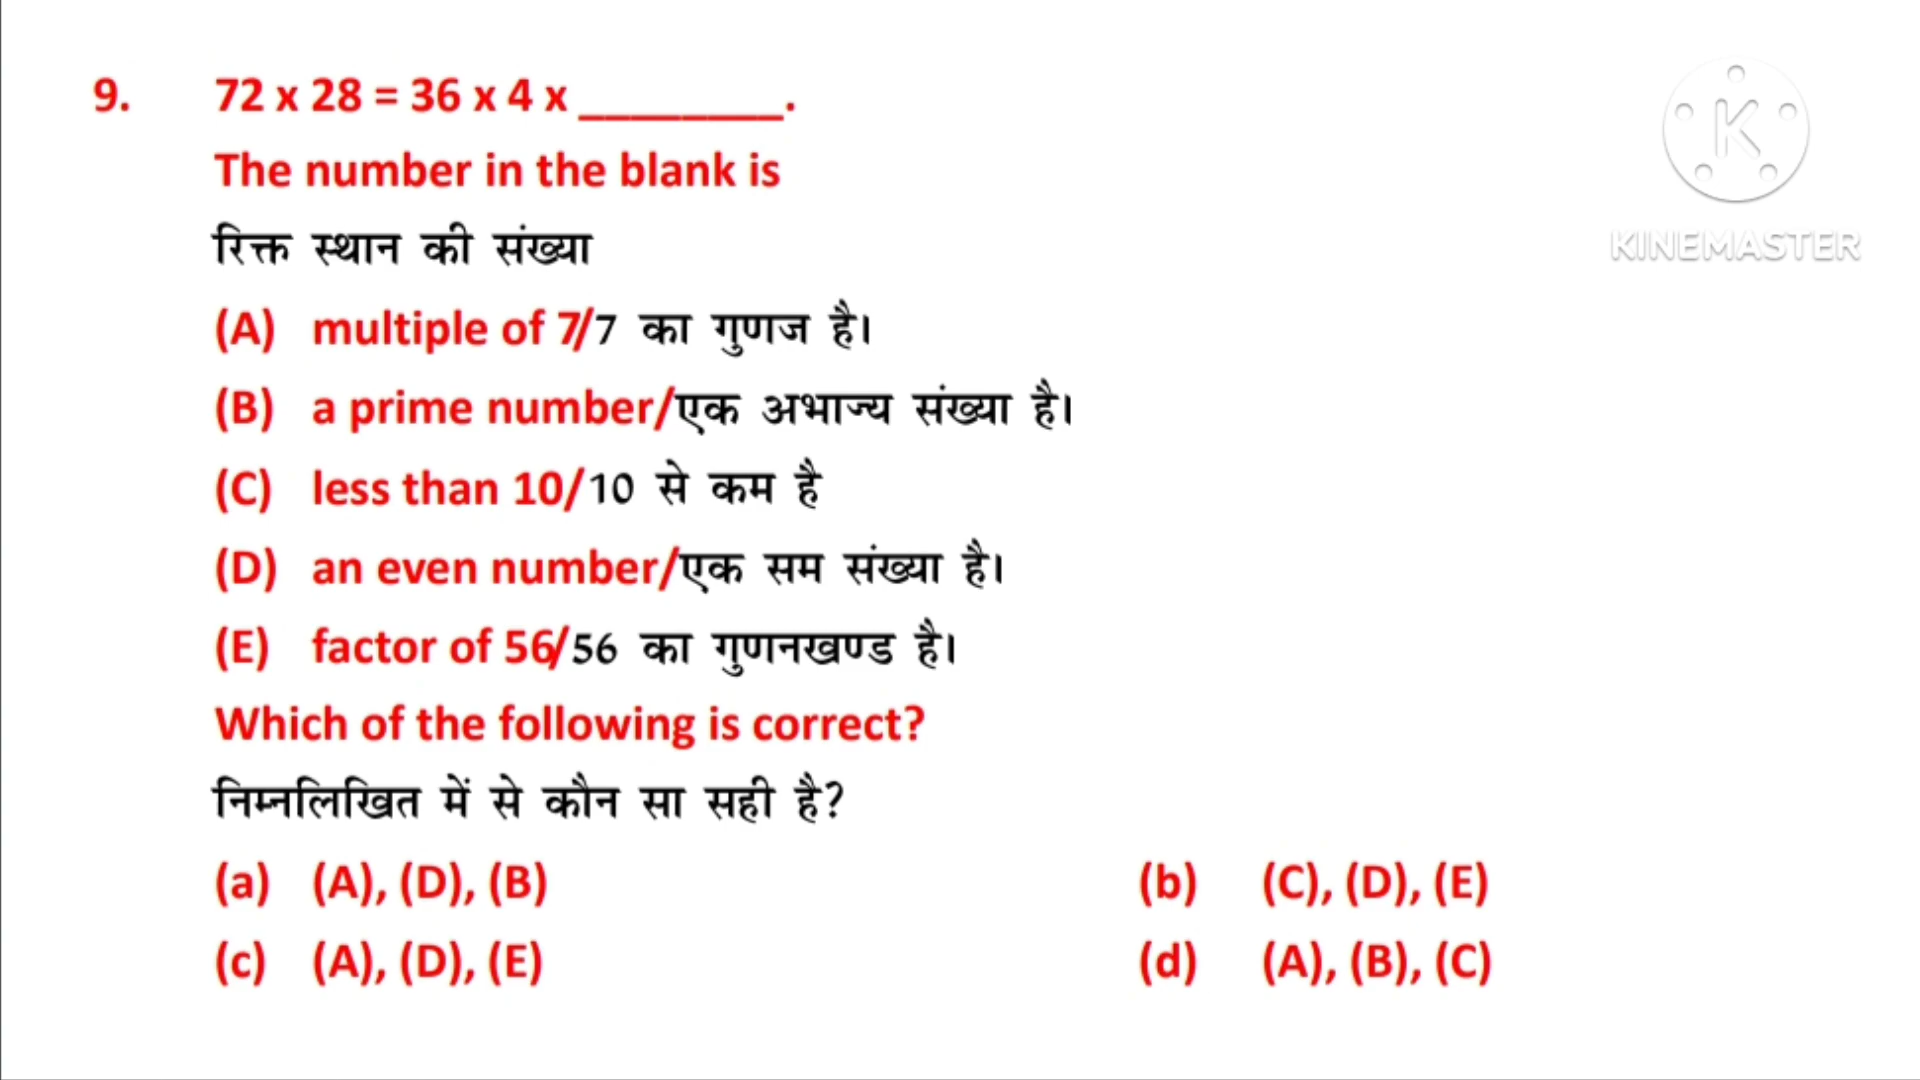 9. 72 x 28 = 36 x 4 x ________.
The number in the blank is
रिक्त स्थान की संख्या
(A) multiple of 7/7 का गुणज है।
(B) a prime number/एक अभाज्य संख्या है।
(C) less than 10/10 से कम है
(D) an even number/एक सम संख्या है।
(E) factor of 56/56 का गुणनखण्ड है।
Which of the following is correct?
निम्नलिखित में से कौन सा सही है?
(a) (A), (D), (B) (b) (C), (D), (E)
(c) (A), (D), (E) (d) (A), (B), (C)
K
KINEMASTER